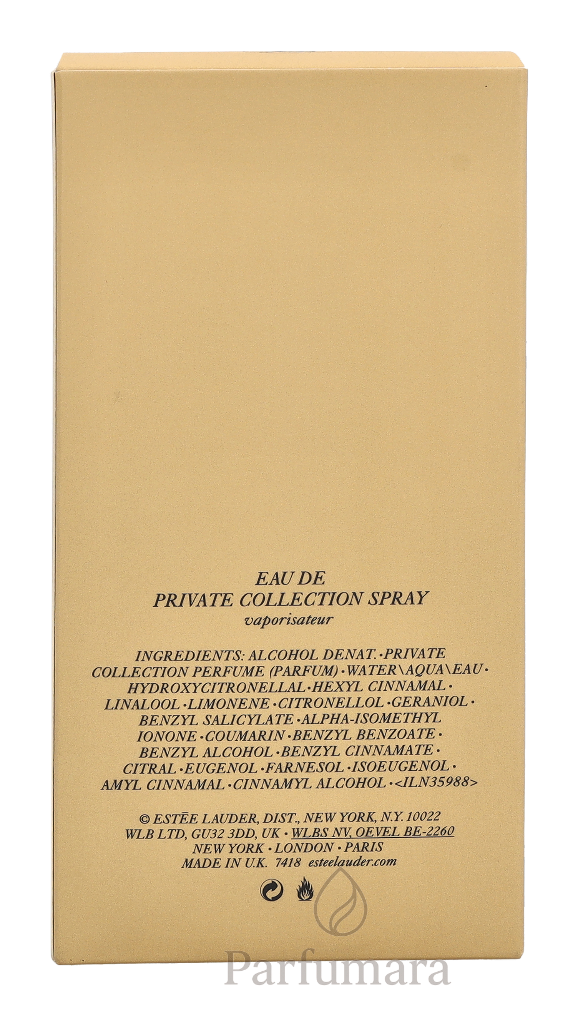 EAU DE
PRIVATE COLLECTION SPRAY
vaporisateur
INGREDIENTS: ALCOHOL DENAT.•PRIVATE
COLLECTION PERFUME (PARFUM)•WATER\AQUA\EAU•
HYDROXYCITRONELLAL•HEXYL CINNAMAL•
LINALOOL•LIMONENE•CITRONELLOL•GERANIOL•
BENZYL SALICYLATE•ALPHA-ISOMETHYL
IONONE•COUMARIN•BENZYL BENZOATE•
BENZYL ALCOHOL•BENZYL CINNAMATE•
CITRAL•EUGENOL•FARNESOL•ISOEUGENOL•
AMYL CINNAMAL•CINNAMYL ALCOHOL•<ILN35988>
© ESTĒE LAUDER, DIST., NEW YORK, N.Y. 10022
WLB LTD, GU32 3DD, UK • WLBS NV, OEVEL BE-2260
NEW YORK • LONDON • PARIS
MADE IN U.K. 7418 esteelauder.com
Parfumara